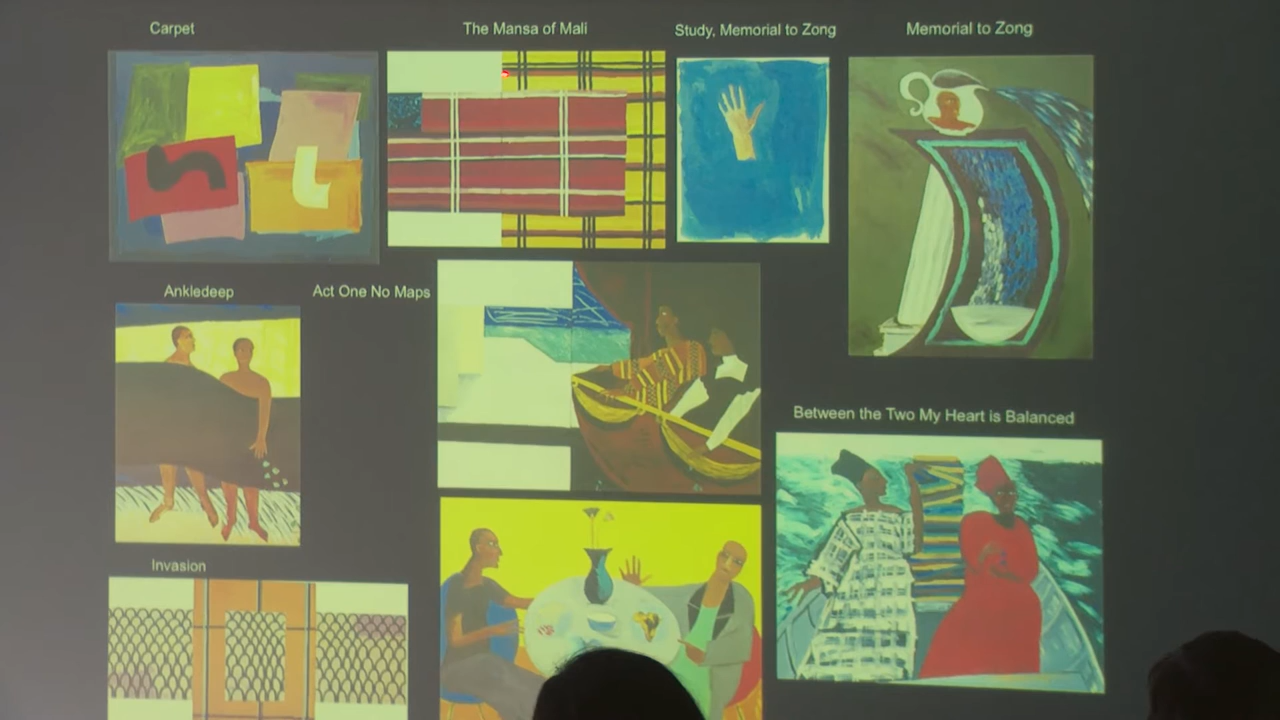 Carpet
The Mansa of Mali
Study, Memorial to Zong
Memorial to Zong
Ankledeep
Act One No Maps
Between the Two My Heart is Balanced
Invasion